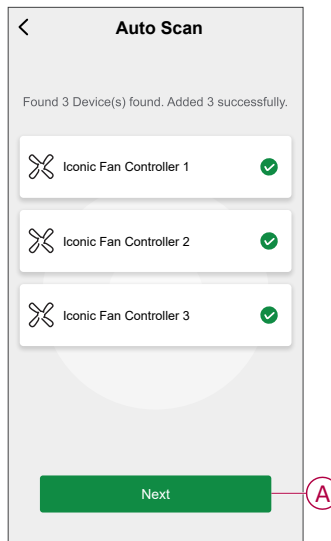 Auto Scan
Found 3 Device(s) found. Added 3 successfully.
Iconic Fan Controller 1
Iconic Fan Controller 2
Iconic Fan Controller 3
Next
A